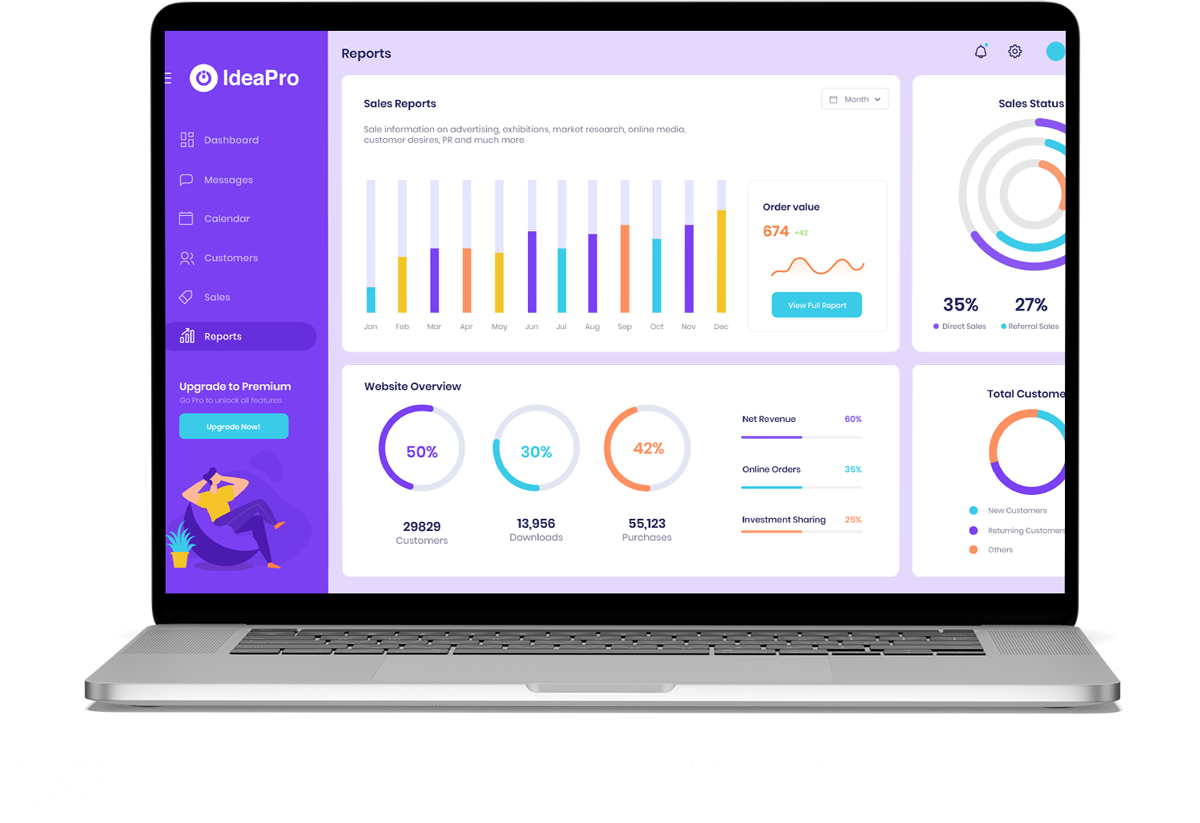 IdeaPro
Dashboard
Messages
Calendar
Customers
Sales
Reports
Upgrade to Premium
Go Pro to unlock all features
Upgrade Now!
Reports
Sales Reports
Month
Sale information on advertising, exhibitions, market research, online media,
customer desires, PR and much more
Jan Feb Mar Apr May Jun Jul Aug Sep Oct Nov Dec
Order value
674 +42
View Full Report
Sales Status
35% 27%
Direct Sales Referral Sales
Website Overview
50% 30% 42%
29829 13,956 55,123
Customers Downloads Purchases
Net Revenue 60%
Online Orders 35%
Investment Sharing 25%
Total Custome
New Customers
Returning Customers
Others